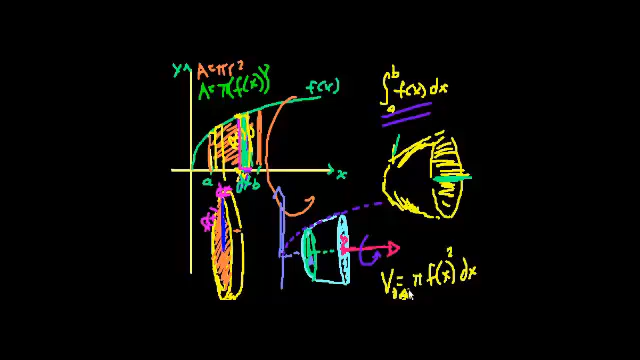 y
A = πr²
A = π(f(x))²
f(x)
a
b
x
∫ₐᵇ f(x) dx
V = π f(x)² dx